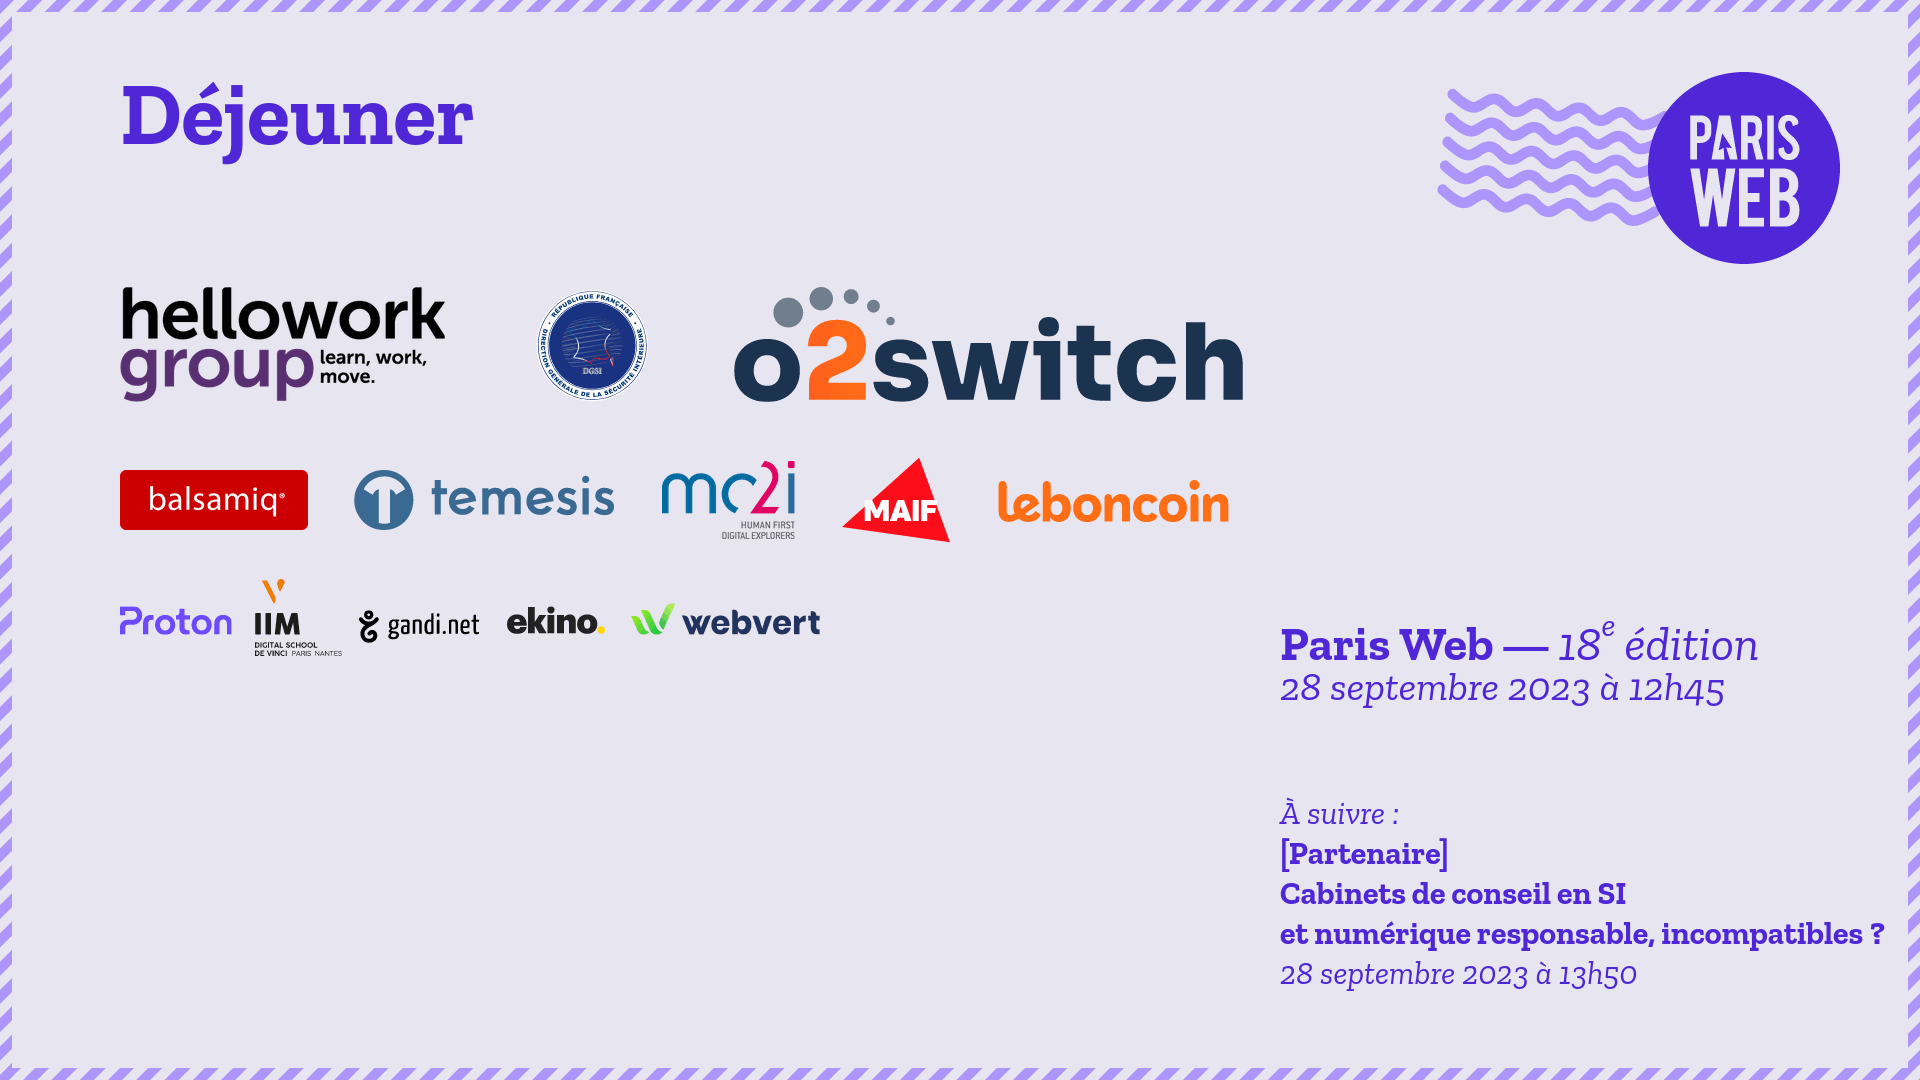 Déjeuner
PARIS
WEB
hellowork
group learn, work,
move.
RÉPUBLIQUE FRANÇAISE
DGSI
DIRECTION GÉNÉRALE DE LA SÉCURITÉ INTÉRIEURE
o2switch
balsamiq®
temesis
mc2i
HUMAN FIRST
DIGITAL EXPLORERS
MAIF
leboncoin
Proton
IIM
DIGITAL SCHOOL
DE VINCI PARIS NANTES
gandi.net
ekino.
webvert
Paris Web — 18e édition
28 septembre 2023 à 12h45
À suivre :
[Partenaire]
Cabinets de conseil en SI
et numérique responsable, incompatibles ?
28 septembre 2023 à 13h50